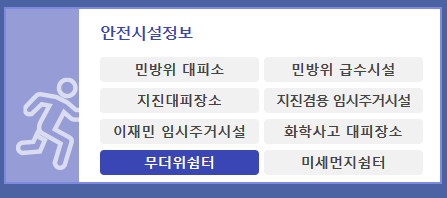 안전시설정보
민방위 대피소 민방위 급수시설
지진대피장소 지진겸용 임시주거시설
이재민 임시주거시설 화학사고 대피장소
무더위쉼터 미세먼지쉼터